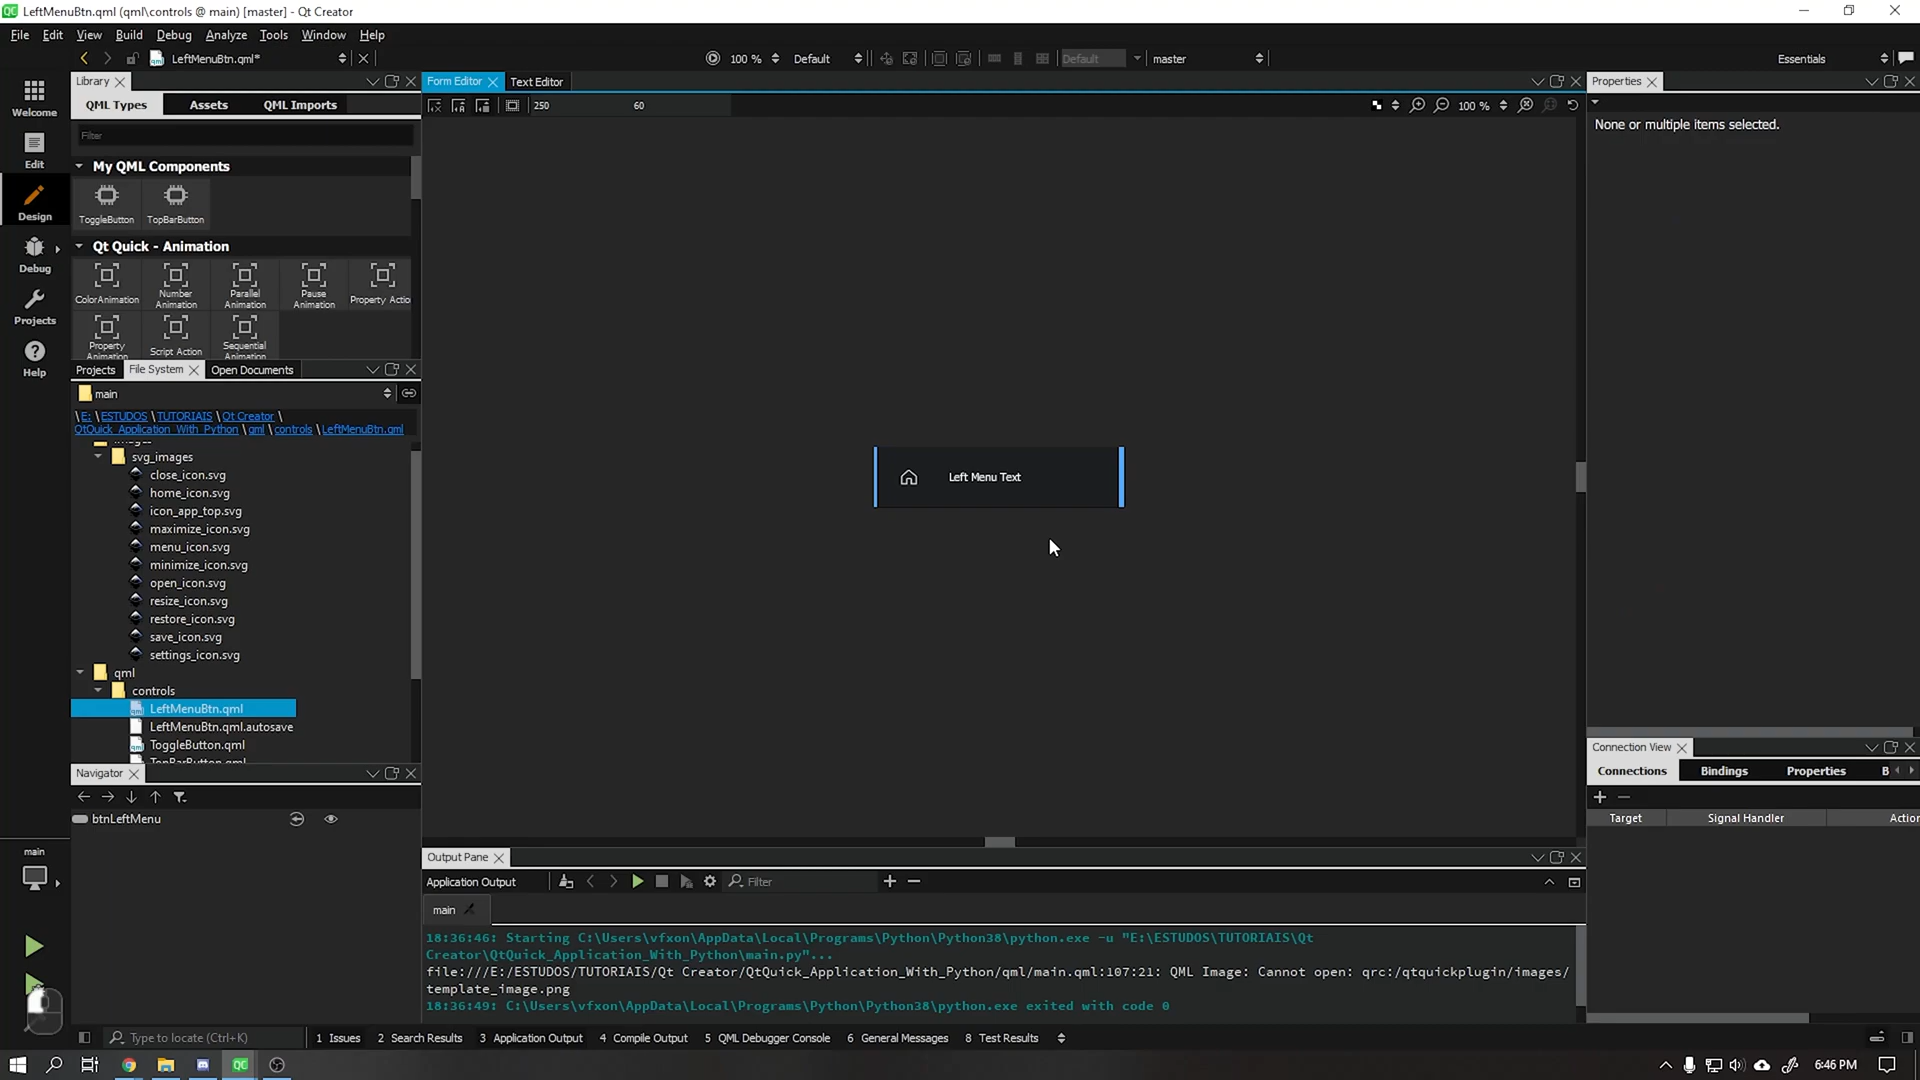 LeftMenuBtn.qml (qml\controls @ main) [master] - Qt Creator
File Edit View Build Debug Analyze Tools Window Help
LeftMenuBtn.qml* 100 % Default Default master Essentials
Library Form Editor Text Editor Properties
QML Types Assets QML Imports 250 60 100 %
Filter
None or multiple items selected.
My QML Components
ToggleButton TopBarButton
Qt Quick - Animation
ColorAnimation Number Animation Parallel Animation Pause Animation Property Actio
Property Animation Script Action Sequential Animation
Welcome
Edit
Design
Debug
Projects
Help
Projects File System Open Documents
main
\E: \ESTUDOS \TUTORIAIS \Qt Creator \
QtQuick_Application_With_Python \qml \controls \LeftMenuBtn.qml
images
svg_images
close_icon.svg
home_icon.svg
icon_app_top.svg
maximize_icon.svg
menu_icon.svg
minimize_icon.svg
open_icon.svg
resize_icon.svg
restore_icon.svg
save_icon.svg
settings_icon.svg
qml
controls
LeftMenuBtn.qml
LeftMenuBtn.qml.autosave
ToggleButton.qml
TopBarButton.qml
Left Menu Text
Navigator
btnLeftMenu
Connection View
Connections Bindings Properties B
Target Signal Handler Action
Output Pane
Application Output Filter
main
18:36:46: Starting C:\Users\vfxon\AppData\Local\Programs\Python\Python38\python.exe -u "E:\ESTUDOS\TUTORIAIS\Qt
Creator\QtQuick_Application_With_Python\main.py"...
file:///E:/ESTUDOS/TUTORIAIS/Qt Creator/QtQuick_Application_With_Python/qml/main.qml:107:21: QML Image: Cannot open: qrc:/qtquickplugin/images/
template_image.png
18:36:49: C:\Users\vfxon\AppData\Local\Programs\Python\Python38\python.exe exited with code 0
main
Type to locate (Ctrl+K) 1 Issues 2 Search Results 3 Application Output 4 Compile Output 5 QML Debugger Console 6 General Messages 8 Test Results
6:46 PM